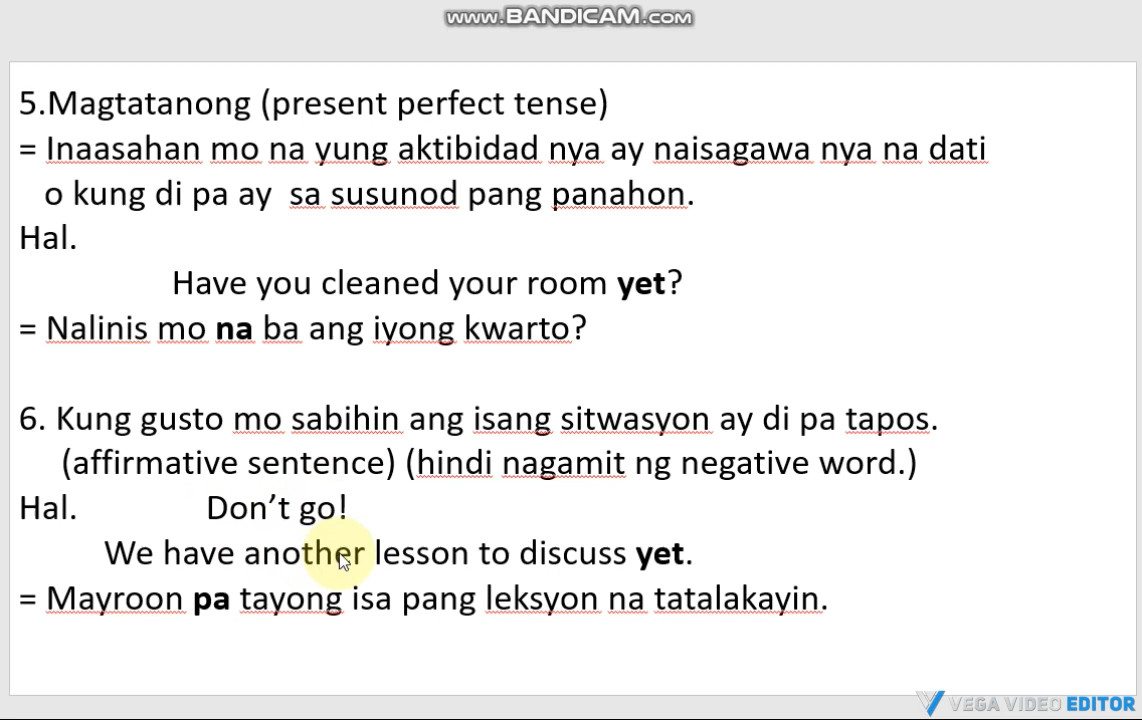 www.BANDICAM.com
5.Magtatanong (present perfect tense)
= Inaasahan mo na yung aktibidad nya ay naisagawa nya na dati
o kung di pa ay sa susunod pang panahon.
Hal.
Have you cleaned your room yet?
= Nalinis mo na ba ang iyong kwarto?
6. Kung gusto mo sabihin ang isang sitwasyon ay di pa tapos.
(affirmative sentence) (hindi nagamit ng negative word.)
Hal. Don't go!
We have another lesson to discuss yet.
= Mayroon pa tayong isa pang leksyon na tatalakayin.
VEGA VIDEO EDITOR